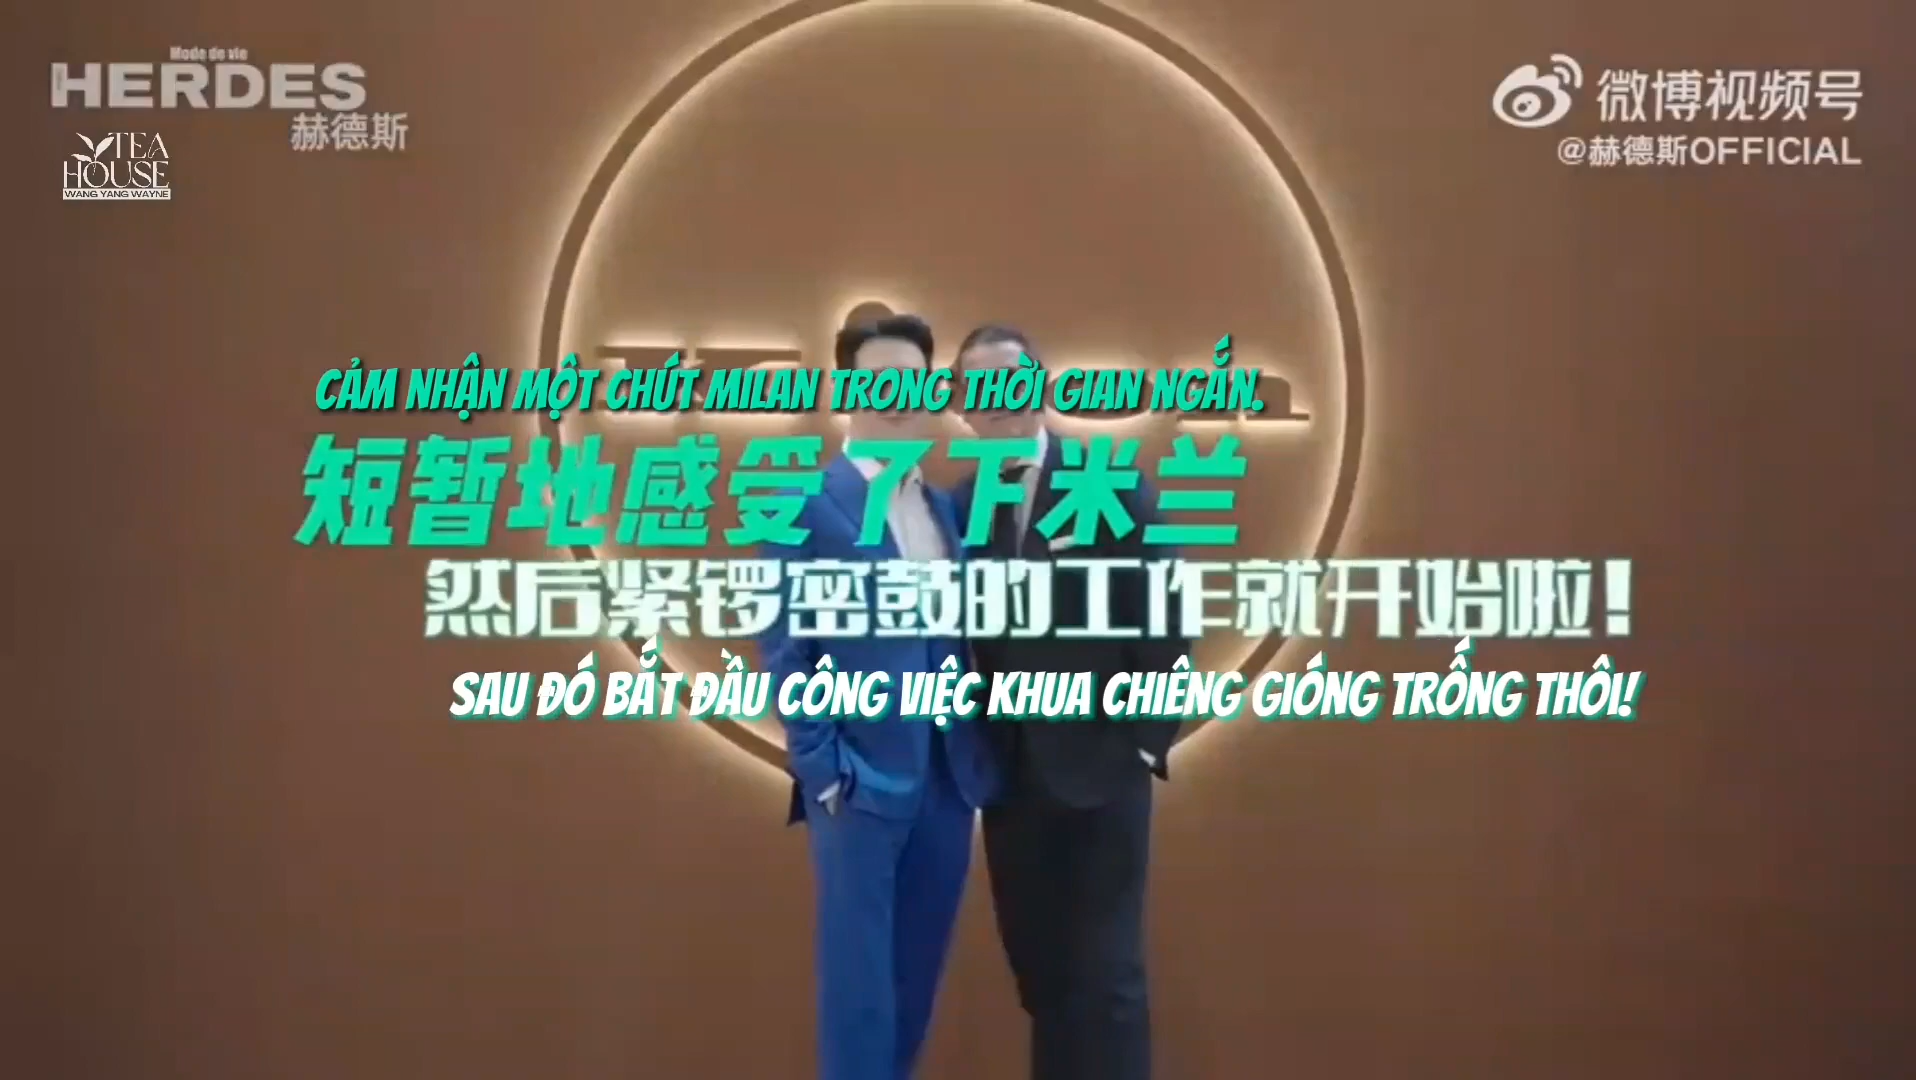 Mode de vie
HERDES
赫德斯
TEA
HOUSE
WANG YANG WAYNE
微博视频号
@赫德斯OFFICIAL
CẢM NHẬN MỘT CHÚT MILAN TRONG THỜI GIAN NGẮN.
短暂地感受了下米兰
然后紧锣密鼓的工作就开始啦！
SAU ĐÓ BẮT ĐẦU CÔNG VIỆC KHUA CHIÊNG GIÓNG TRỐNG THÔI!